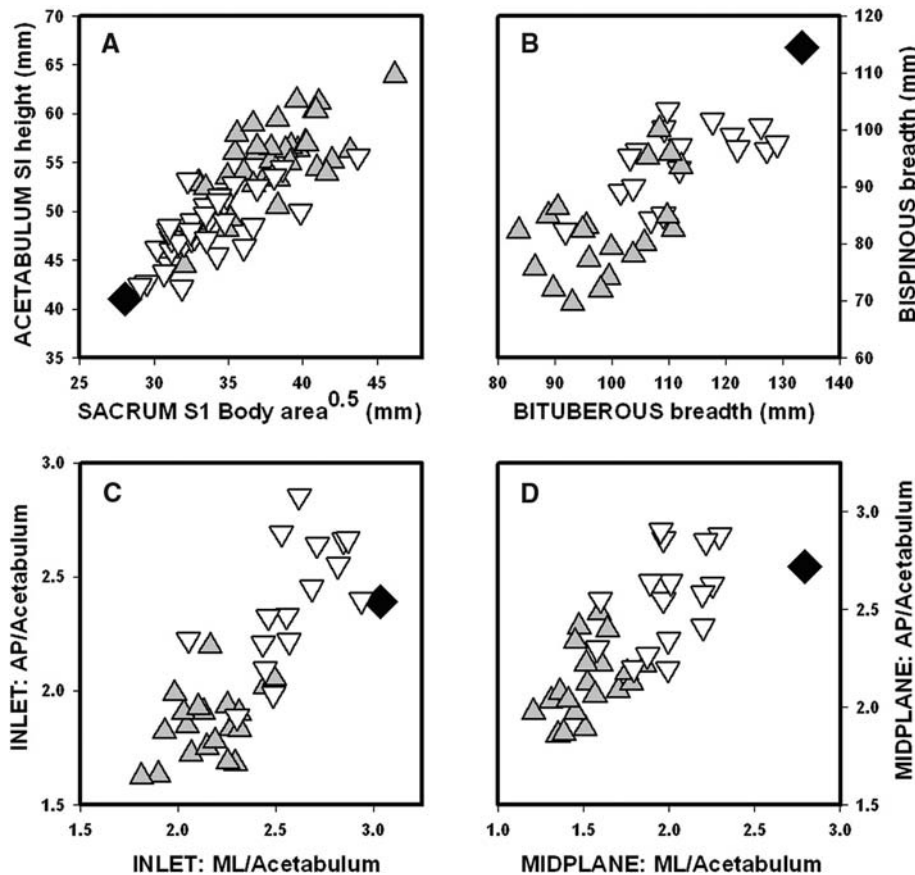 A
ACETABULUM SI height (mm)
70
65
60
55
50
45
40
35
25 30 35 40 45
SACRUM S1 Body area^0.5 (mm)
B
BISPINOUS breadth (mm)
120
110
100
90
80
70
60
80 90 100 110 120 130 140
BITUBEROUS breadth (mm)
C
INLET: AP/Acetabulum
3.0
2.5
2.0
1.5
1.5 2.0 2.5 3.0
INLET: ML/Acetabulum
D
MIDPLANE: AP/Acetabulum
3.0
2.5
2.0
1.5
1.0 1.5 2.0 2.5 3.0
MIDPLANE: ML/Acetabulum